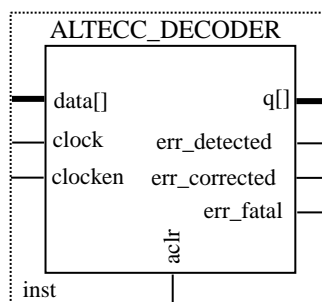 ALTECC_DECODER
data[] q[]
clock err_detected
clocken err_corrected
err_fatal
aclr
inst